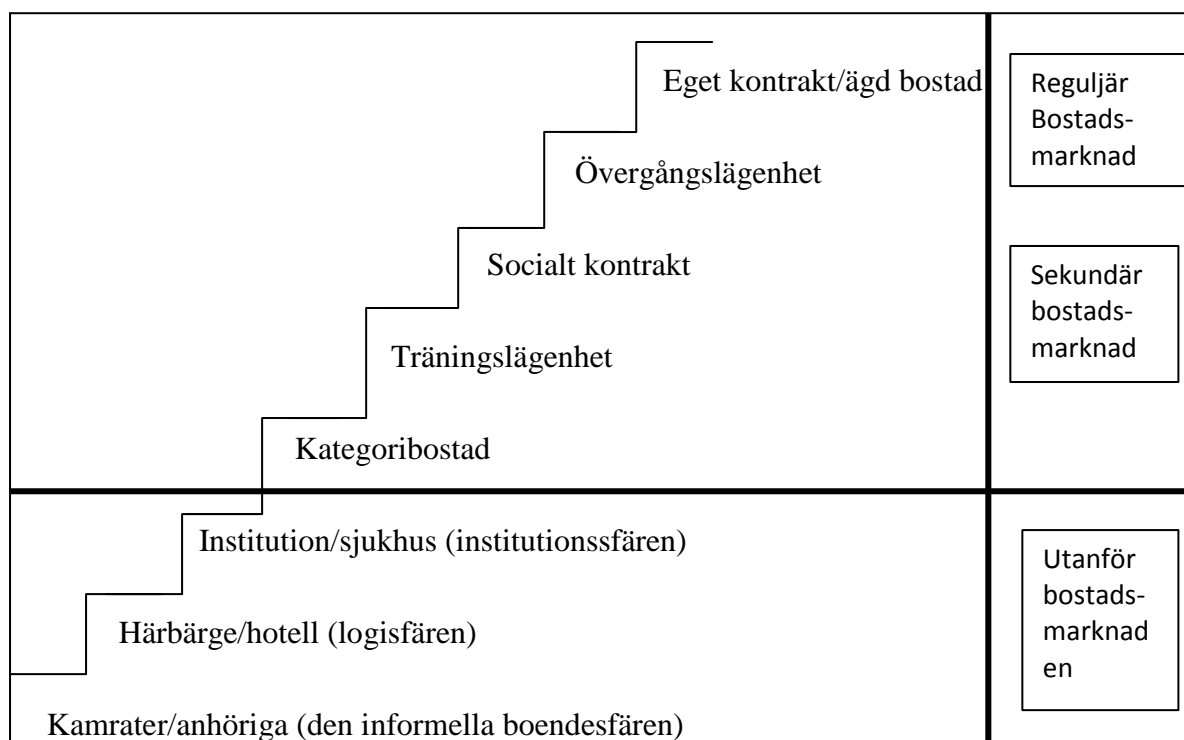 Eget kontrakt/ägd bostad
Reguljär
Bostads-
marknad
Övergångslägenhet
Socialt kontrakt
Sekundär
bostads-
marknad
Träningslägenhet
Kategoribostad
Institution/sjukhus (institutionssfären)
Utanför
bostads-
marknad
en
Härbärge/hotell (logisfären)
Kamrater/anhöriga (den informella boendesfären)